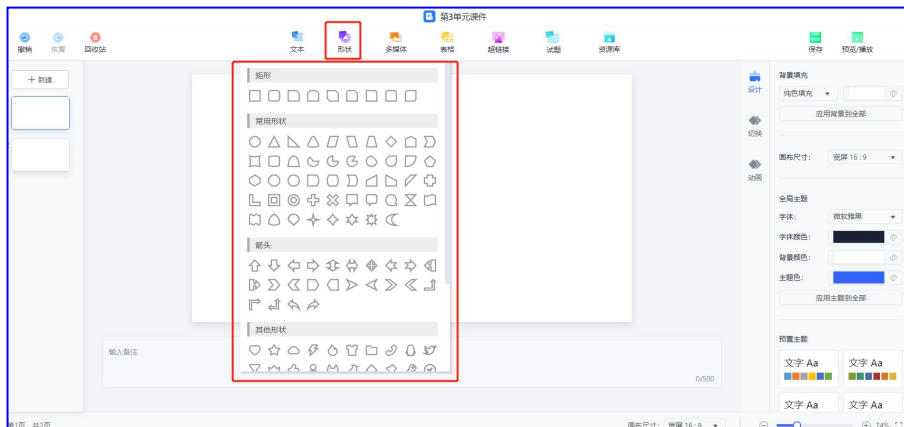 第3单元课件
撤销 恢复 回收站 文本 形状 多媒体 表格 超链接 试题 资源库 保存 预览/播放
＋ 新建
矩形
常用形状
箭头
其他形状
输入备注
0/500
设计
切换
动画
背景填充
纯色填充
应用背景到全部
画布尺寸： 宽屏 16 : 9
全局主题
字体： 微软雅黑
字体颜色：
背景颜色：
主题色：
应用主题到全部
预置主题
文字 Aa 文字 Aa
文字 Aa 文字 Aa
第1页 共2页 画布尺寸： 宽屏 16 : 9 74%